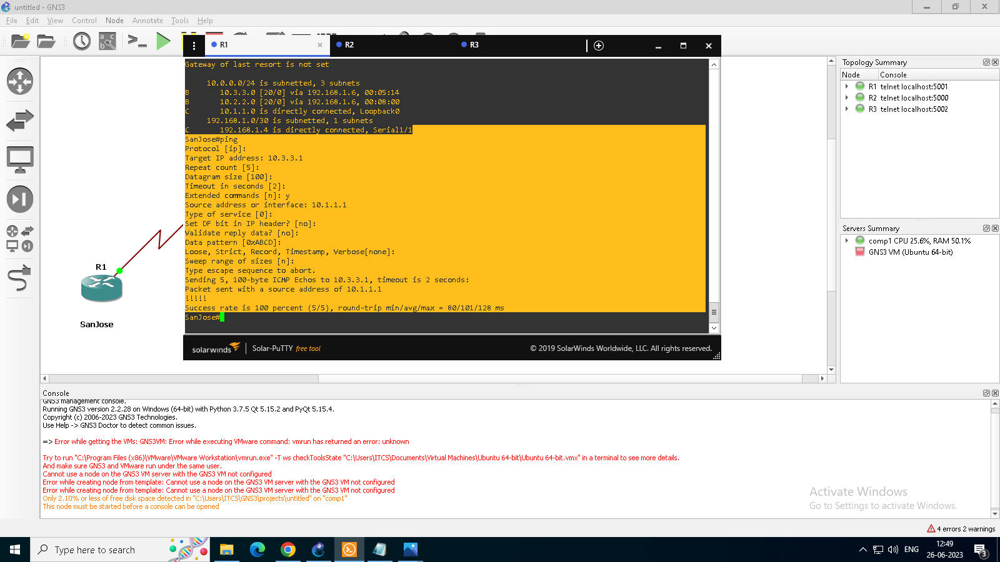 untitled - GNS3
File Edit View Control Node Annotate Tools Help
R1
R2
R3
Gateway of last resort is not set
10.0.0.0/24 is subnetted, 3 subnets
B 10.3.3.0 [20/0] via 192.168.1.6, 00:05:14
B 10.2.2.0 [20/0] via 192.168.1.6, 00:08:00
C 10.1.1.0 is directly connected, Loopback0
192.168.1.0/30 is subnetted, 1 subnets
C 192.168.1.4 is directly connected, Serial1/1
SanJose#ping
Protocol [ip]:
Target IP address: 10.3.3.1
Repeat count [5]:
Datagram size [100]:
Timeout in seconds [2]:
Extended commands [n]: y
Source address or interface: 10.1.1.1
Type of service [0]:
Set DF bit in IP header? [no]:
Validate reply data? [no]:
Data pattern [0xABCD]:
Loose, Strict, Record, Timestamp, Verbose[none]:
Sweep range of sizes [n]:
Type escape sequence to abort.
Sending 5, 100-byte ICMP Echos to 10.3.3.1, timeout is 2 seconds:
Packet sent with a source address of 10.1.1.1
!!!!!
Success rate is 100 percent (5/5), round-trip min/avg/max = 80/101/128 ms
SanJose#
solarwinds
Solar-PuTTY free tool
© 2019 SolarWinds Worldwide, LLC. All rights reserved.
R1
SanJose
Topology Summary
Node Console
R1 telnet localhost:5001
R2 telnet localhost:5000
R3 telnet localhost:5002
Servers Summary
comp1 CPU 25.6%, RAM 50.1%
GNS3 VM (Ubuntu 64-bit)
Console
GNS3 management console.
Running GNS3 version 2.2.28 on Windows (64-bit) with Python 3.7.5 Qt 5.15.2 and PyQt 5.15.4.
Copyright (c) 2006-2023 GNS3 Technologies.
Use Help -> GNS3 Doctor to detect common issues.
=> Error while getting the VMs: GNS3VM: Error while executing VMware command: vmrun has returned an error: unknown
Try to run "C:\Program Files (x86)\VMware\VMware Workstation\vmrun.exe" -T ws checkToolsState "C:\Users\ITCS\Documents\Virtual Machines\Ubuntu 64-bit\Ubuntu 64-bit.vmx" in a terminal to see more details.
And make sure GNS3 and VMware run under the same user.
Cannot use a node on the GNS3 VM server with the GNS3 VM not configured
Error while creating node from template: Cannot use a node on the GNS3 VM server with the GNS3 VM not configured
Error while creating node from template: Cannot use a node on the GNS3 VM server with the GNS3 VM not configured
Only 2.10% or less of free disk space detected in "C:\Users\ITCS\GNS3\projects\untitled" on "comp1"
This node must be started before a console can be opened
Activate Windows
Go to Settings to activate Windows.
4 errors 2 warnings
Type here to search
ENG
12:49
26-06-2023
3